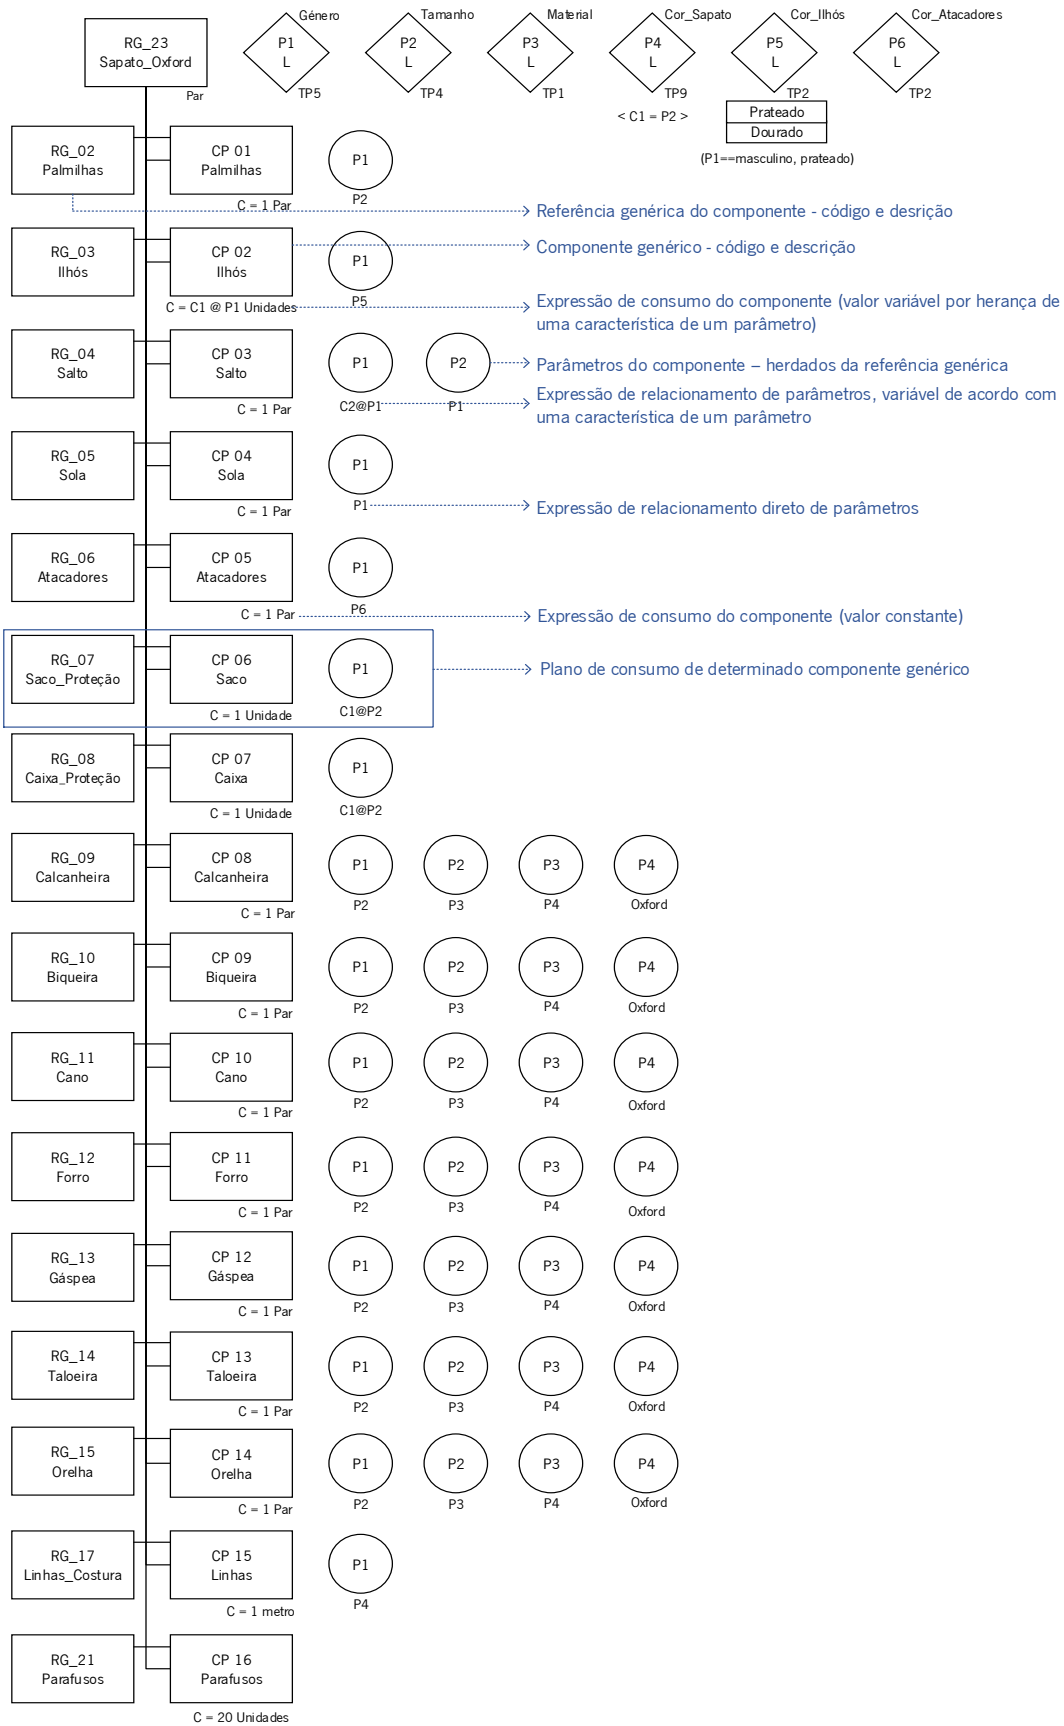 RG_23
Sapato_Oxford
Par
Género
P1
L
TP5
Tamanho
P2
L
TP4
Material
P3
L
TP1
Cor_Sapato
P4
L
TP9
< C1 = P2 >
Cor_Ilhós
P5
L
TP2
Prateado
Dourado
(P1==masculino, prateado)
Cor_Atacadores
P6
L
TP2
RG_02
Palmilhas
CP 01
Palmilhas
C = 1 Par
P1
P2
Referência genérica do componente - código e desrição
RG_03
Ilhós
CP 02
Ilhós
C = C1 @ P1 Unidades
P1
P5
Componente genérico - código e descrição
Expressão de consumo do componente (valor variável por herança de
uma característica de um parâmetro)
RG_04
Salto
CP 03
Salto
C = 1 Par
P1
C2@P1
P2
P1
Parâmetros do componente – herdados da referência genérica
Expressão de relacionamento de parâmetros, variável de acordo com
uma característica de um parâmetro
RG_05
Sola
CP 04
Sola
C = 1 Par
P1
P1
Expressão de relacionamento direto de parâmetros
RG_06
Atacadores
CP 05
Atacadores
C = 1 Par
P1
P6
Expressão de consumo do componente (valor constante)
RG_07
Saco_Proteção
CP 06
Saco
C = 1 Unidade
P1
C1@P2
Plano de consumo de determinado componente genérico
RG_08
Caixa_Proteção
CP 07
Caixa
C = 1 Unidade
P1
C1@P2
RG_09
Calcanheira
CP 08
Calcanheira
C = 1 Par
P1
P2
P2
P3
P3
P4
P4
Oxford
RG_10
Biqueira
CP 09
Biqueira
C = 1 Par
P1
P2
P2
P3
P3
P4
P4
Oxford
RG_11
Cano
CP 10
Cano
C = 1 Par
P1
P2
P2
P3
P3
P4
P4
Oxford
RG_12
Forro
CP 11
Forro
C = 1 Par
P1
P2
P2
P3
P3
P4
P4
Oxford
RG_13
Gáspea
CP 12
Gáspea
C = 1 Par
P1
P2
P2
P3
P3
P4
P4
Oxford
RG_14
Taloeira
CP 13
Taloeira
C = 1 Par
P1
P2
P2
P3
P3
P4
P4
Oxford
RG_15
Orelha
CP 14
Orelha
C = 1 Par
P1
P2
P2
P3
P3
P4
P4
Oxford
RG_17
Linhas_Costura
CP 15
Linhas
C = 1 metro
P1
P4
RG_21
Parafusos
CP 16
Parafusos
C = 20 Unidades